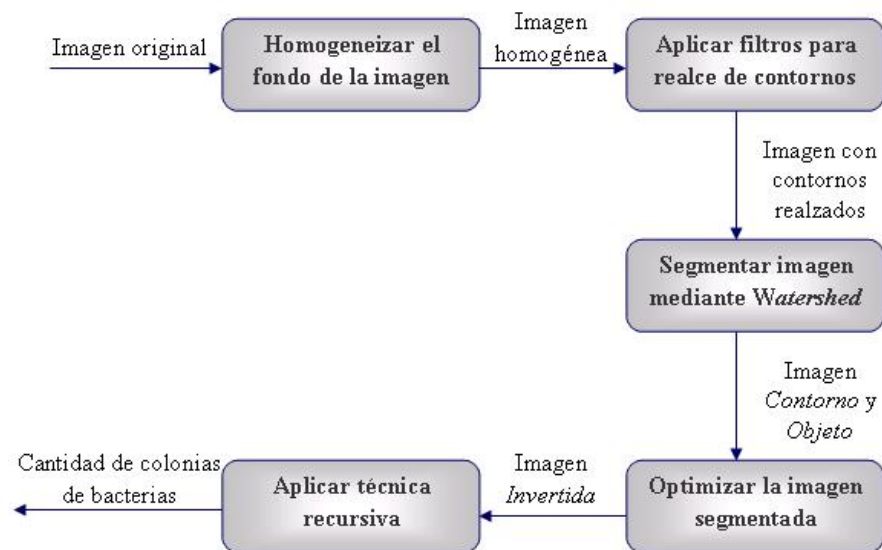 Imagen original
Homogeneizar el
fondo de la imagen
Imagen
homogénea
Aplicar filtros para
realce de contornos
Imagen con
contornos
realzados
Segmentar imagen
mediante Watershed
Imagen
Contorno y
Objeto
Optimizar la imagen
segmentada
Imagen
Invertida
Aplicar técnica
recursiva
Cantidad de colonias
de bacterias